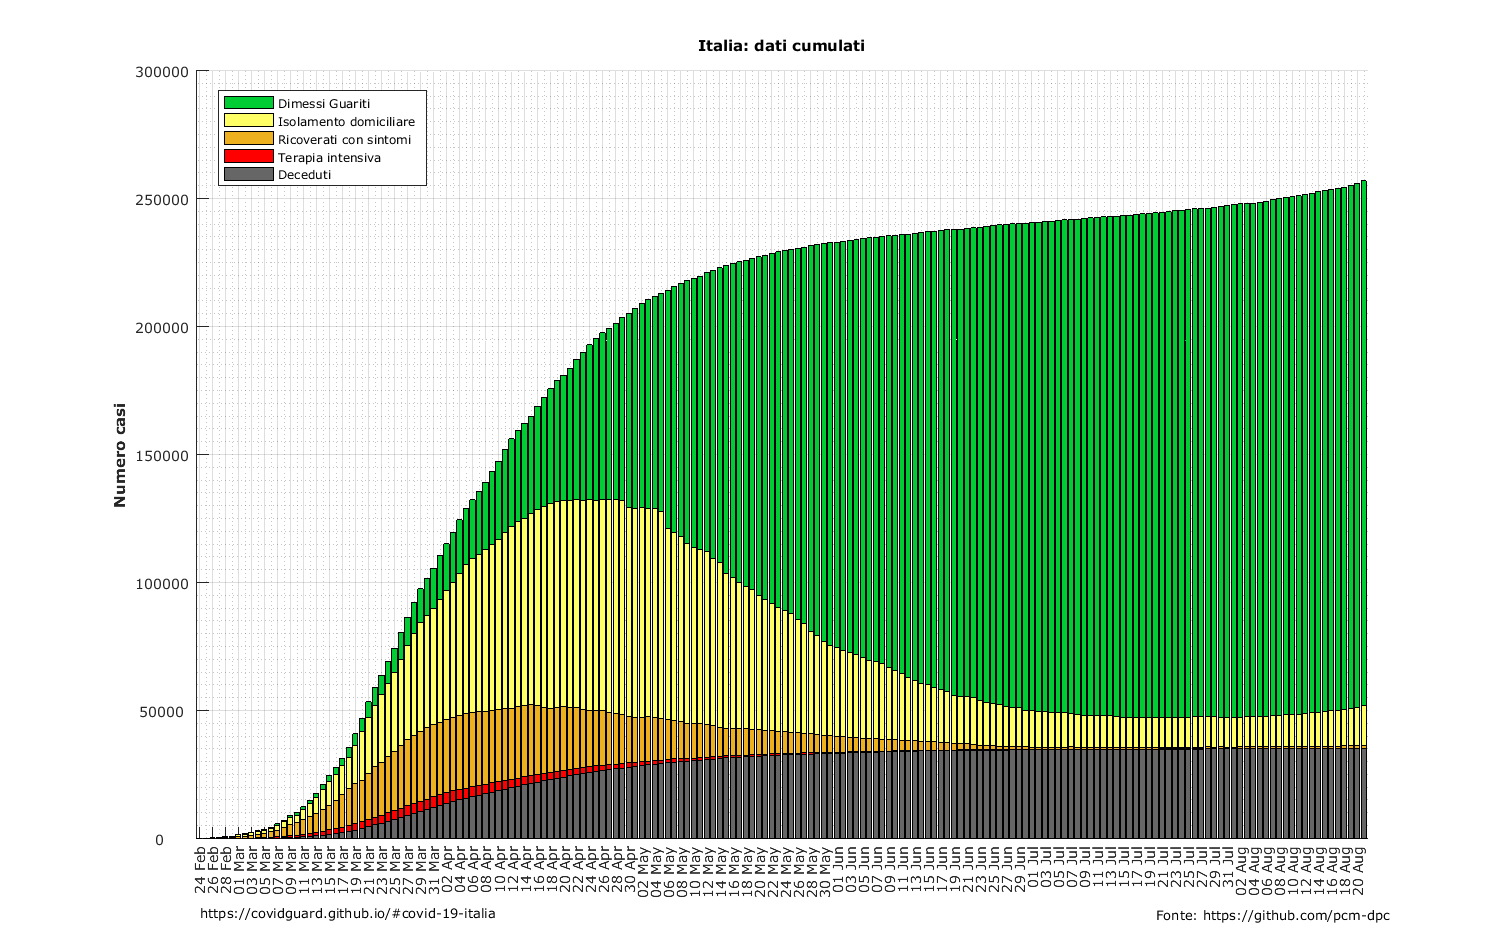 Italia: dati cumulati
300000
250000
200000
150000
100000
50000
0
Numero casi
Dimessi Guariti
Isolamento domiciliare
Ricoverati con sintomi
Terapia intensiva
Deceduti
24 Feb
26 Feb
28 Feb
01 Mar
03 Mar
05 Mar
07 Mar
09 Mar
11 Mar
13 Mar
15 Mar
17 Mar
19 Mar
21 Mar
23 Mar
25 Mar
27 Mar
29 Mar
31 Mar
02 Apr
04 Apr
06 Apr
08 Apr
10 Apr
12 Apr
14 Apr
16 Apr
18 Apr
20 Apr
22 Apr
24 Apr
26 Apr
28 Apr
30 Apr
02 May
04 May
06 May
08 May
10 May
12 May
14 May
16 May
18 May
20 May
22 May
24 May
26 May
28 May
30 May
01 Jun
03 Jun
05 Jun
07 Jun
09 Jun
11 Jun
13 Jun
15 Jun
17 Jun
19 Jun
21 Jun
23 Jun
25 Jun
27 Jun
29 Jun
01 Jul
03 Jul
05 Jul
07 Jul
09 Jul
11 Jul
13 Jul
15 Jul
17 Jul
19 Jul
21 Jul
23 Jul
25 Jul
27 Jul
29 Jul
31 Jul
02 Aug
04 Aug
06 Aug
08 Aug
10 Aug
12 Aug
14 Aug
16 Aug
18 Aug
20 Aug
https://covidguard.github.io/#covid-19-italia
Fonte: https://github.com/pcm-dpc